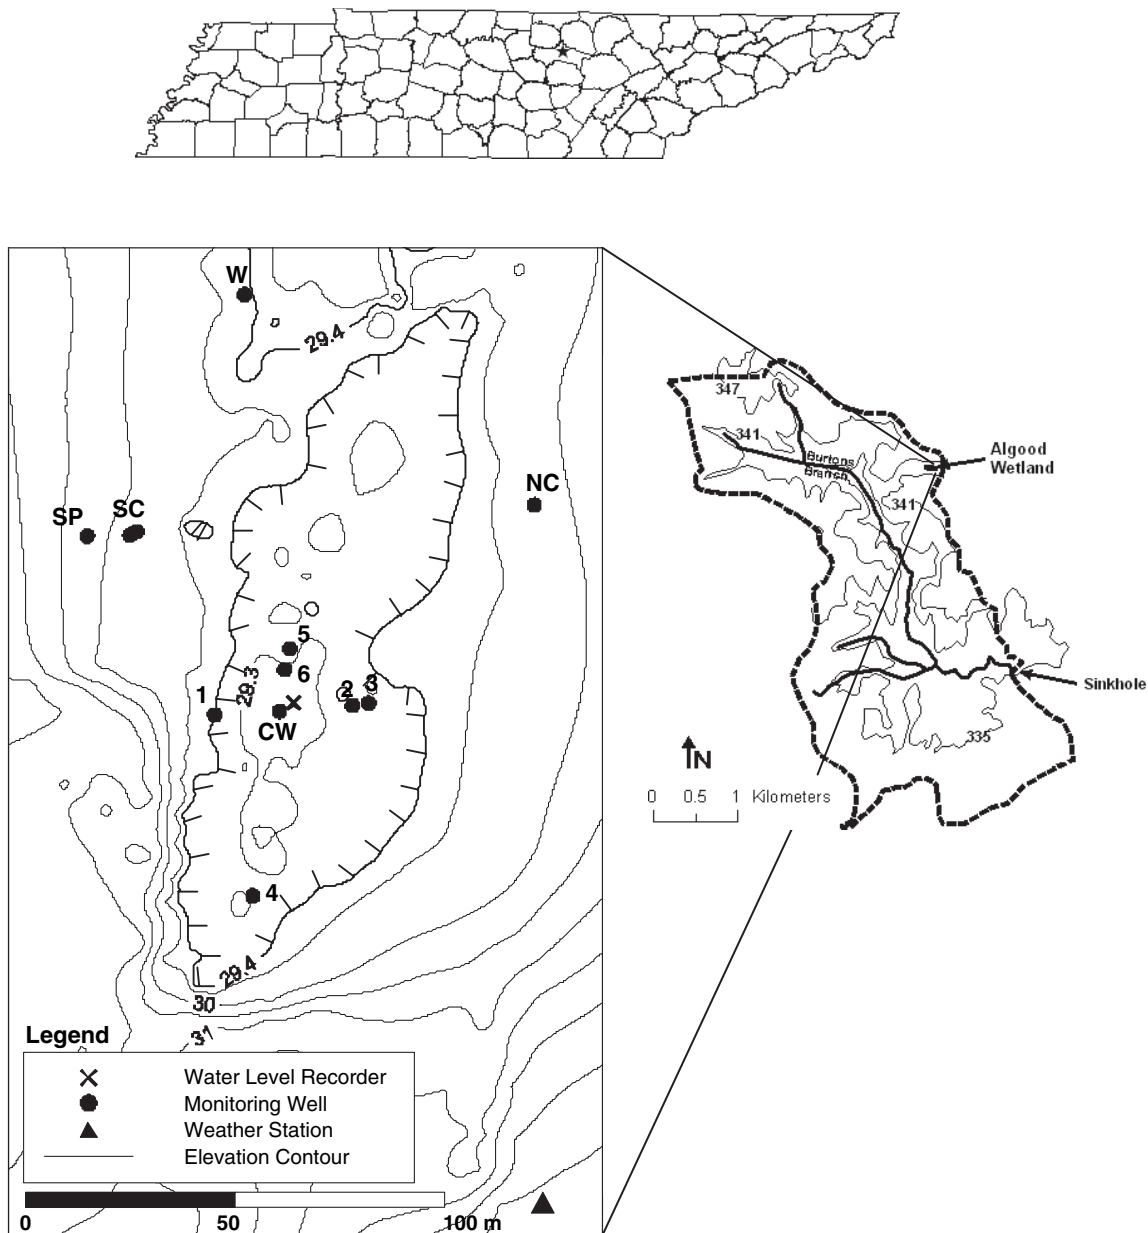 W
29.4
SP
SC
NC
5
6
29.3
1
2
3
CW
4
29.4
30
31
Legend
Water Level Recorder
Monitoring Well
Weather Station
Elevation Contour
0
50
100 m
347
341
Burtons
Branch
341
Algood
Wetland
Sinkhole
335
N
0 0.5 1 Kilometers